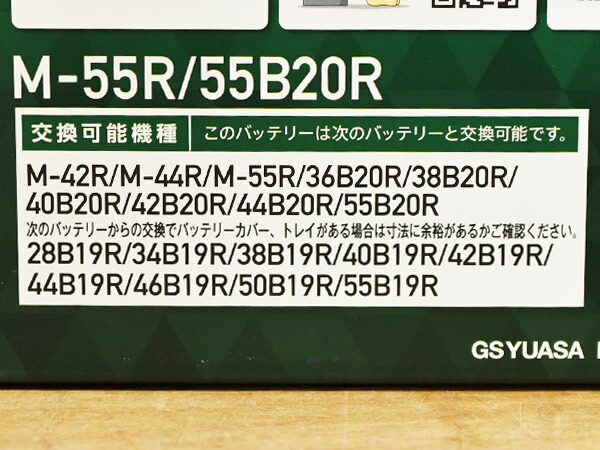 M-55R/55B20R
交換可能機種 このバッテリーは次のバッテリーと交換可能です。
M-42R/M-44R/M-55R/36B20R/38B20R/
40B20R/42B20R/44B20R/55B20R
次のバッテリーからの交換でバッテリーカバー、トレイがある場合は寸法に余裕があるかご確認ください。
28B19R/34B19R/38B19R/40B19R/42B19R/
44B19R/46B19R/50B19R/55B19R
GSYUASA